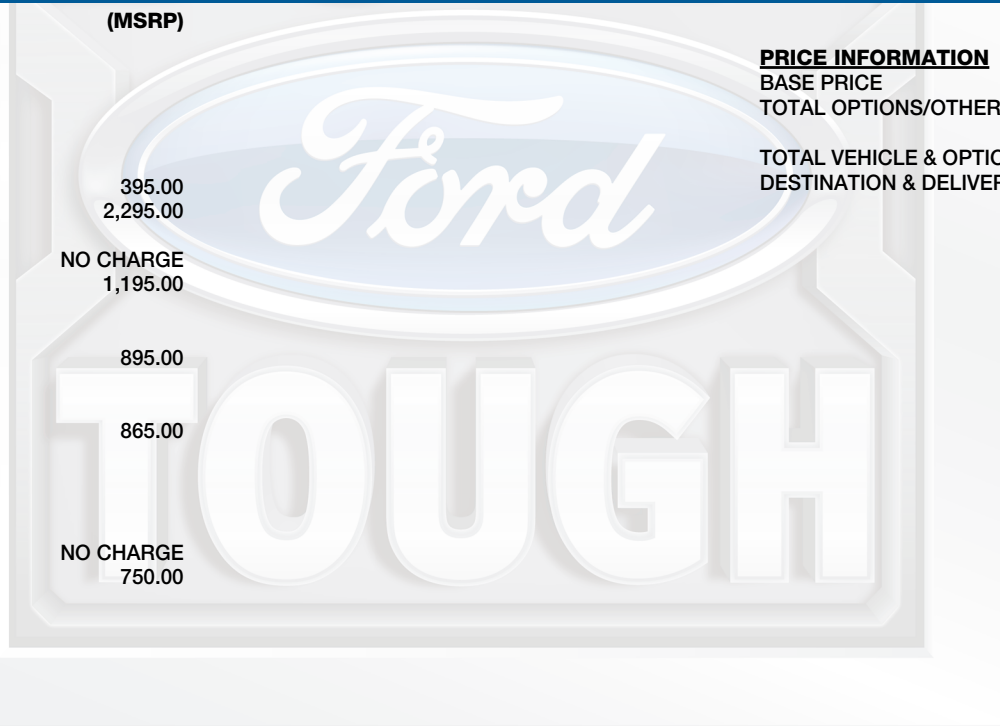 (MSRP)
395.00
2,295.00
NO CHARGE
1,195.00
895.00
865.00
NO CHARGE
750.00
PRICE INFORMATION
BASE PRICE
TOTAL OPTIONS/OTHER
TOTAL VEHICLE & OPTIO
DESTINATION & DELIVER
Ford
TOUGH